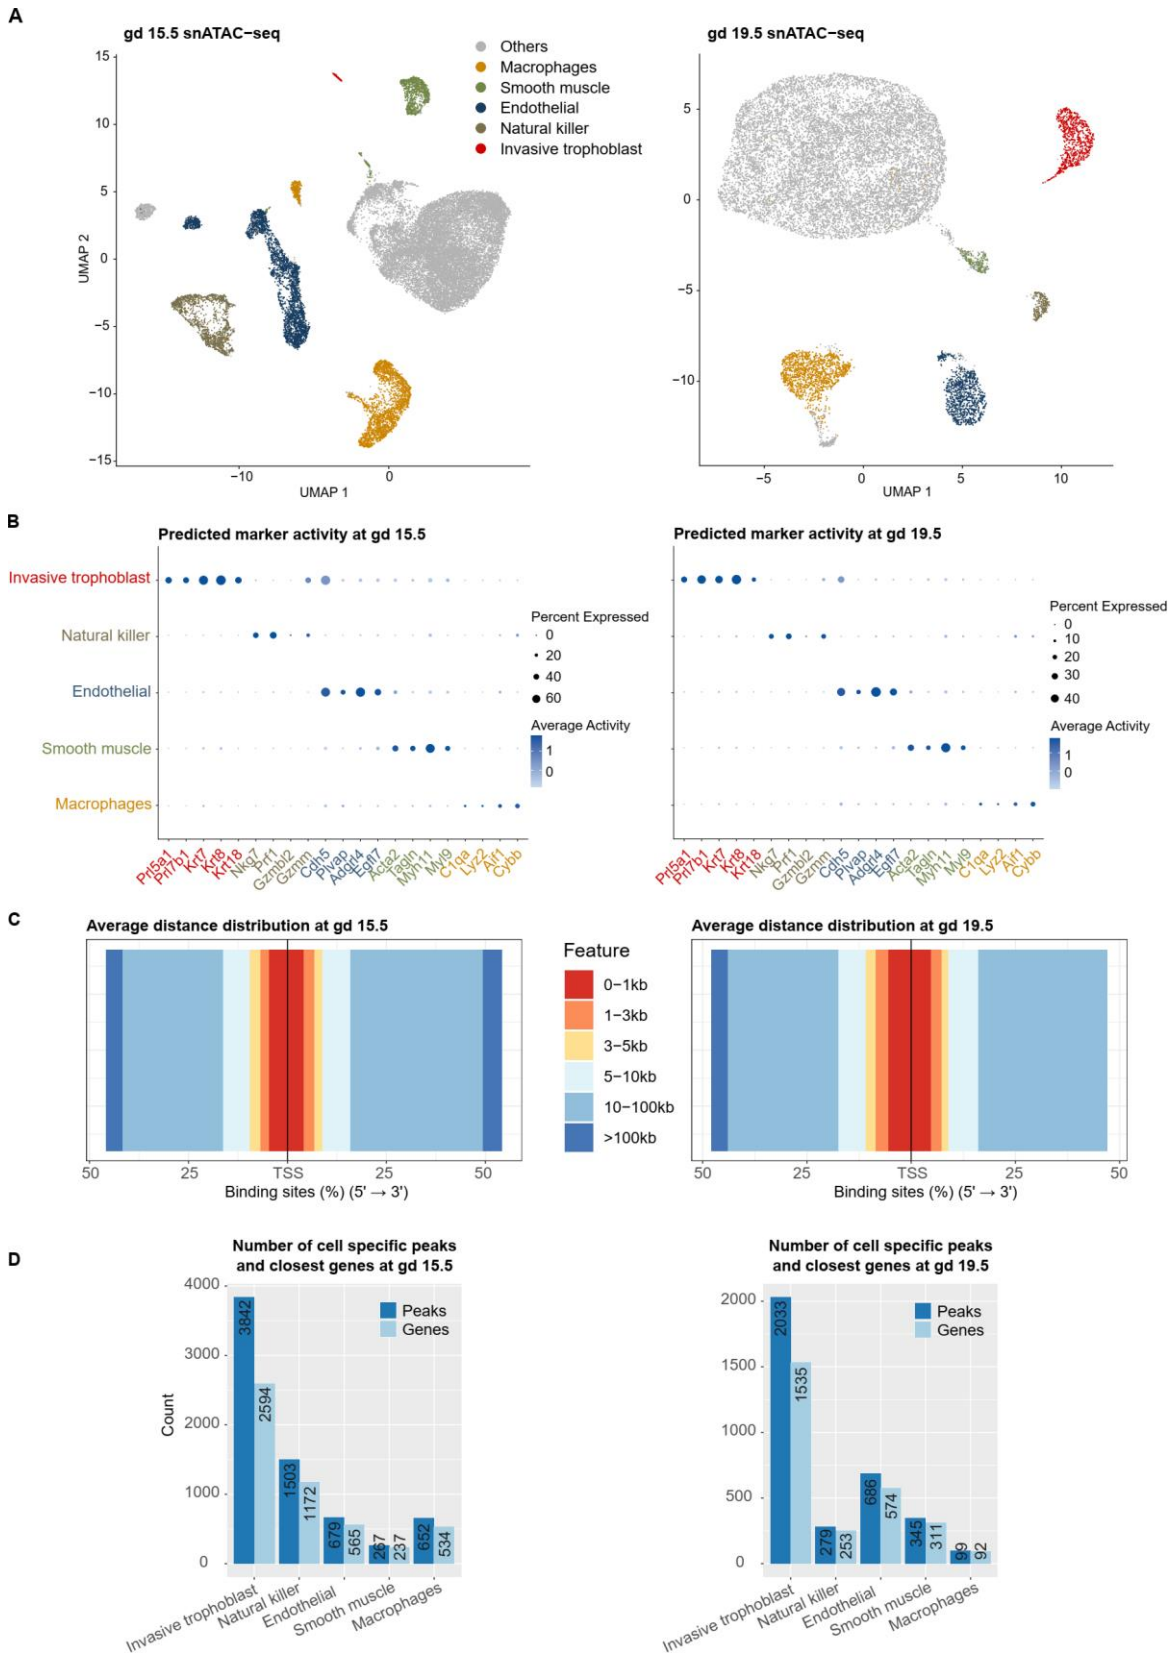 A
gd 15.5 snATAC−seq
gd 19.5 snATAC−seq
Others
Macrophages
Smooth muscle
Endothelial
Natural killer
Invasive trophoblast
15
10
5
0
−5
−10
−15
UMAP 2
−10
0
UMAP 1
5
0
−5
−10
−5
0
5
10
UMAP 1
B
Predicted marker activity at gd 15.5
Predicted marker activity at gd 19.5
Invasive trophoblast
Natural killer
Endothelial
Smooth muscle
Macrophages
Percent Expressed
0
20
40
60
Average Activity
1
0
Percent Expressed
0
10
20
30
40
Average Activity
1
0
Prl5a1
Prl7b1
Krt7
Krt8
Krt18
Nkg7
Prf1
Gzmbl2
Gzmm
Cdh5
Plvap
Adgrl4
Egfl7
Acta2
Tagln
Myh11
Myl9
C1qa
Lyz2
Aif1
Cybb
Prl5a1
Prl7b1
Krt7
Krt8
Krt18
Nkg7
Prf1
Gzmbl2
Gzmm
Cdh5
Plvap
Adgrl4
Egfl7
Acta2
Tagln
Myh11
Myl9
C1qa
Lyz2
Aif1
Cybb
C
Average distance distribution at gd 15.5
Average distance distribution at gd 19.5
Feature
0−1kb
1−3kb
3−5kb
5−10kb
10−100kb
>100kb
50
25
TSS
25
50
Binding sites (%) (5' → 3')
50
25
TSS
25
50
Binding sites (%) (5' → 3')
D
Number of cell specific peaks
and closest genes at gd 15.5
Number of cell specific peaks
and closest genes at gd 19.5
4000
3000
2000
1000
0
Count
Peaks
Genes
3842
2594
1503
1172
679
565
267
237
652
534
Invasive trophoblast
Natural killer
Endothelial
Smooth muscle
Macrophages
2000
1500
1000
500
0
Peaks
Genes
2033
1535
279
253
686
574
345
311
99
92
Invasive trophoblast
Natural killer
Endothelial
Smooth muscle
Macrophages